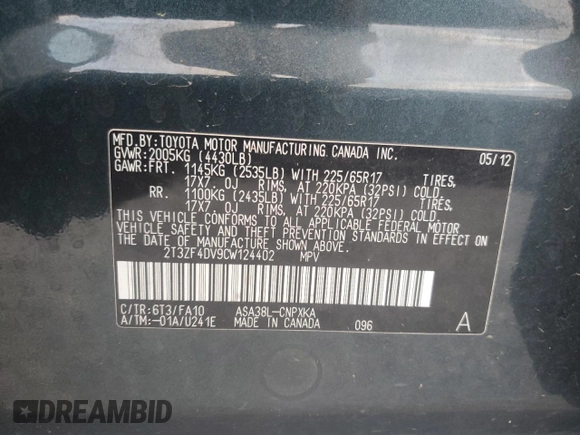 MFD.BY:TOYOTA MOTOR MANUFACTURING CANADA INC. 05/12
GVWR:2005KG (4430LB)
GAWR:FRT. 1145KG (2535LB) WITH 225/65R17 TIRES,
17X7 OJ RIMS, AT 220KPA (32PSI) COLD
RR. 1100KG (2435LB) WITH 225/65R17 TIRES,
17X7 OJ RIMS, AT 220KPA (32PSI) COLD.
THIS VEHICLE CONFORMS TO ALL APPLICABLE FEDERAL MOTOR
VEHICLE SAFETY AND THEFT PREVENTION STANDARDS IN
EFFECT ON THE DATE OF MANUFACTURE SHOWN ABOVE.
2T3ZF4DV9CW124402 MPV
C/TR:6T3/FA10 ASA38L-CNPXKA
A/TM:-01A/U241E MADE IN CANADA 096 A
DREAMBID